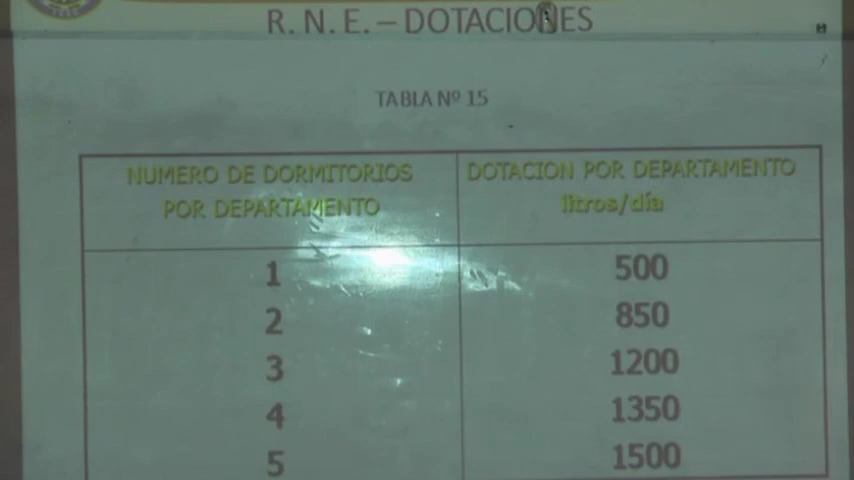 R. N. E. – DOTACIONES
TABLA Nº 15
NUMERO DE DORMITORIOS POR DEPARTAMENTO
DOTACION POR DEPARTAMENTO litros/día
1 500
2 850
3 1200
4 1350
5 1500